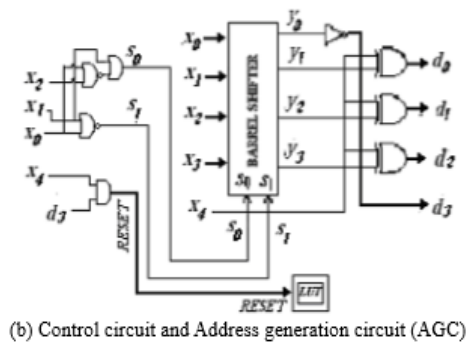 x0
x1
x2
x3
BARREL SHIFTER
S0 S1
y0
y1
y2
y3
x2
x1
x0
s0
s1
x4
d3
RESET
x4
s0
s1
d0
d1
d2
d3
RESET
LUT
(b) Control circuit and Address generation circuit (AGC)